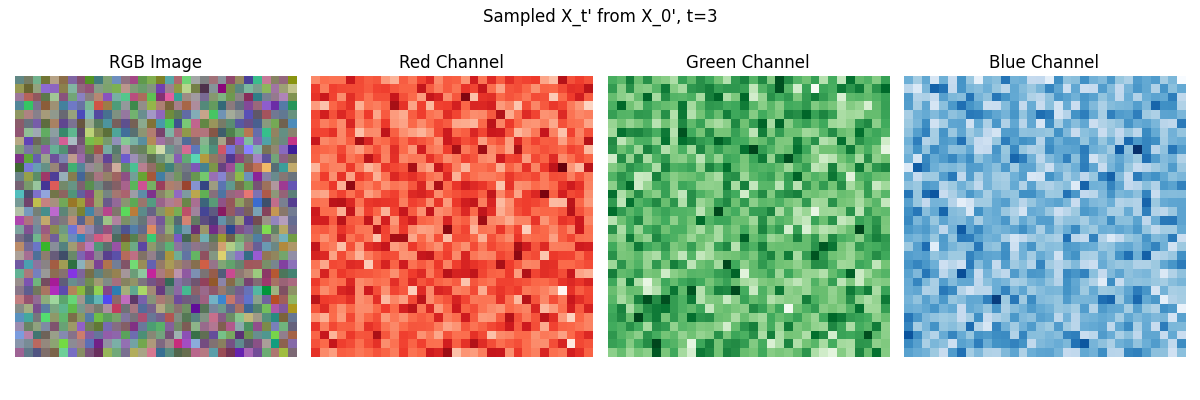 Sampled X_t' from X_0', t=3
RGB Image
Red Channel
Green Channel
Blue Channel